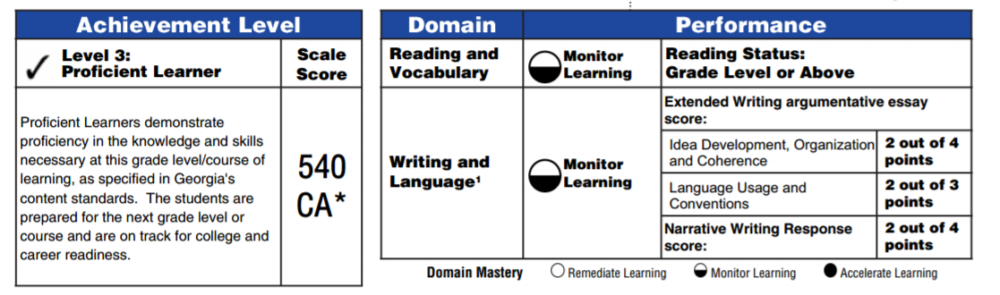 Achievement Level
Level 3:
Proficient Learner
Scale
Score
Proficient Learners demonstrate
proficiency in the knowledge and skills
necessary at this grade level/course of
learning, as specified in Georgia's
content standards. The students are
prepared for the next grade level or
course and are on track for college and
career readiness.
540
CA*
Domain
Performance
Reading and
Vocabulary
Monitor
Learning
Reading Status:
Grade Level or Above
Writing and
Language¹
Monitor
Learning
Extended Writing argumentative essay
score:
Idea Development, Organization
and Coherence
2 out of 4
points
Language Usage and
Conventions
2 out of 3
points
Narrative Writing Response
score:
2 out of 4
points
Domain Mastery Remediate Learning Monitor Learning Accelerate Learning